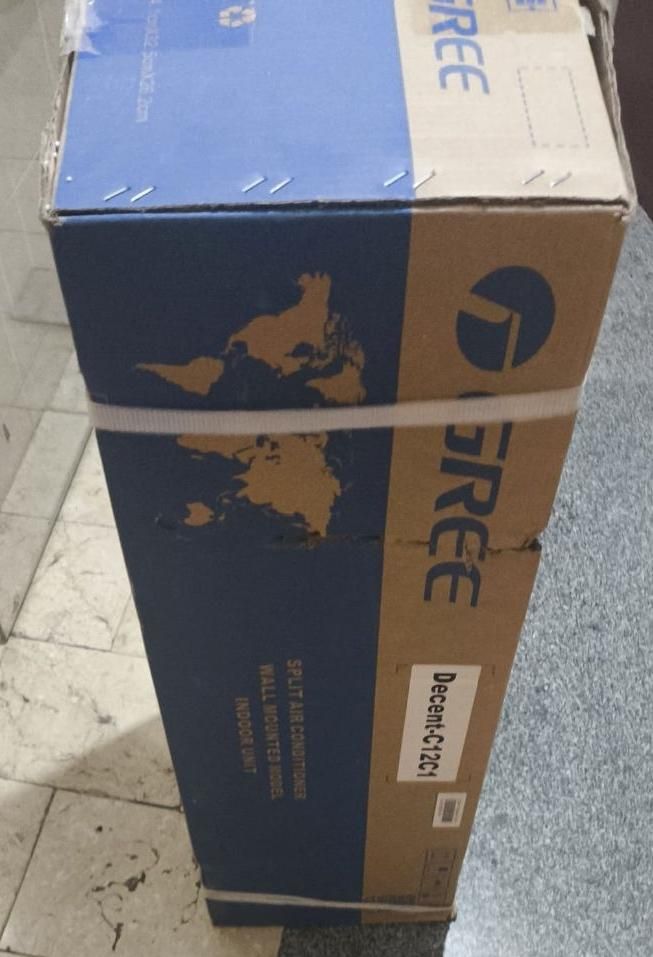 GREE
GREE
Decent-C12C1
SPLIT AIR CONDITIONER
WALL MOUNTED MODEL
INDOOR UNIT